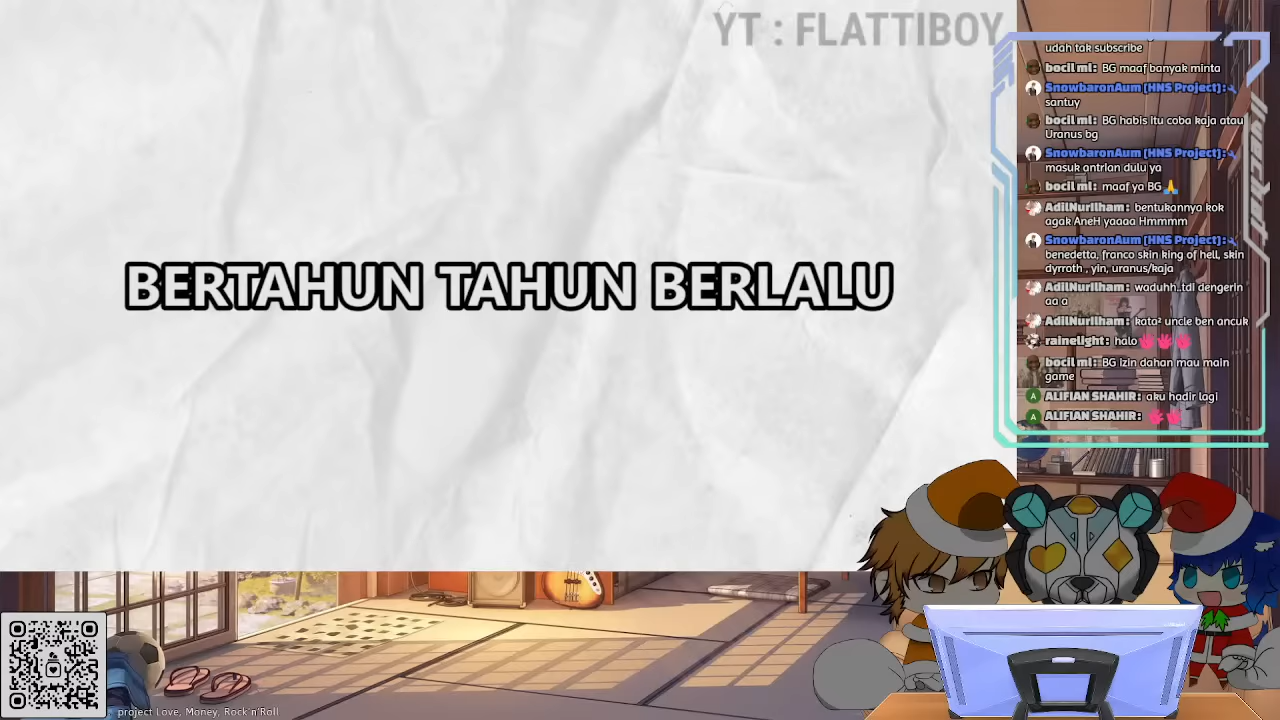 YT : FLATTIBOY
BERTAHUN TAHUN BERLALU
udah tak subscribe
bocil ml: BG maaf banyak minta
SnowbaronAum [HNS Project]:
santuy
bocil ml: BG habis itu coba kaja atau
Uranus bg
SnowbaronAum [HNS Project]:
masuk antrian dulu ya
bocil ml: maaf ya BG🙏
AdilNurIlham: bentukannya kok
agak AneH yaaaa Hmmmm
SnowbaronAum [HNS Project]:
benedetta, franco skin king of hell, skin
dyrroth , yin, uranus/kaja
AdilNurIlham: waduhh..tdi dengerin
aa a
AdilNurIlham: kata² uncle ben ancuk
rainelight: halo
bocil ml: BG izin dahan mau main
game
ALIFIAN SHAHIR: aku hadir lagi
ALIFIAN SHAHIR:
project Love, Money, Rock'n'Roll